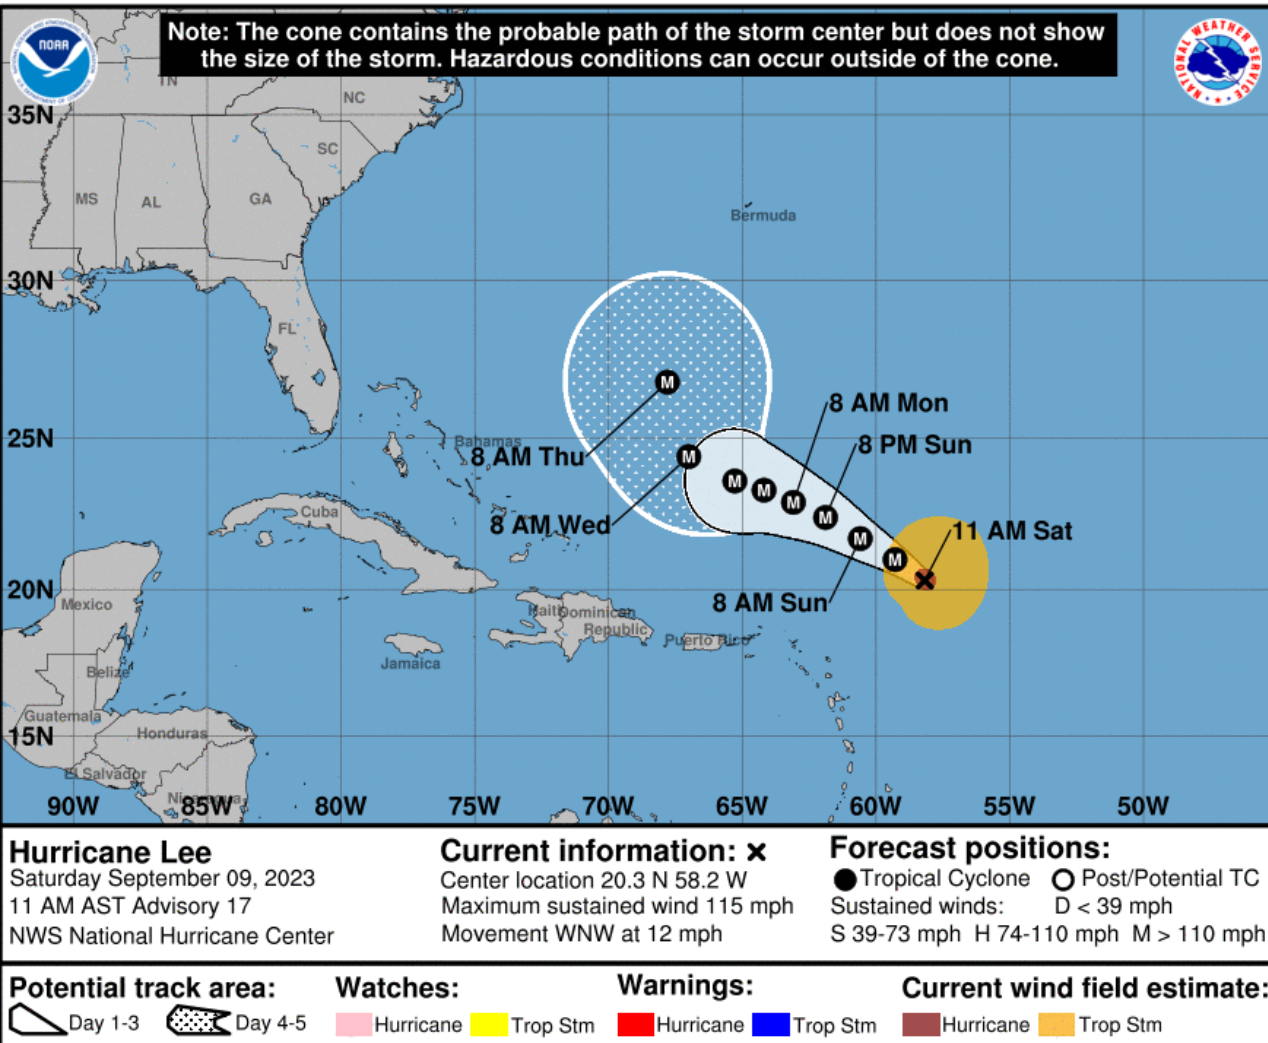 Note: The cone contains the probable path of the storm center but does not show
the size of the storm. Hazardous conditions can occur outside of the cone.
NOAA
NATIONAL WEATHER SERVICE
TN
NC
35N
SC
MS
AL
GA
Bermuda
30N
FL
M
8 AM Mon
25N
Bahamas
8 PM Sun
8 AM Thu
M
M
M
M
Cuba
8 AM Wed
M
11 AM Sat
M
M
20N
Mexico
8 AM Sun
Haiti
Dominican
Republic
Puerto Rico
Jamaica
Belize
Guatemala
15N
Honduras
El Salvador
Nicaragua
90W 85W 80W 75W 70W 65W 60W 55W 50W
Hurricane Lee
Saturday September 09, 2023
11 AM AST Advisory 17
NWS National Hurricane Center
Current information: ×
Center location 20.3 N 58.2 W
Maximum sustained wind 115 mph
Movement WNW at 12 mph
Forecast positions:
Tropical Cyclone Post/Potential TC
Sustained winds: D < 39 mph
S 39-73 mph H 74-110 mph M > 110 mph
Potential track area:
Day 1-3 Day 4-5
Watches:
Hurricane Trop Stm
Warnings:
Hurricane Trop Stm
Current wind field estimate:
Hurricane Trop Stm